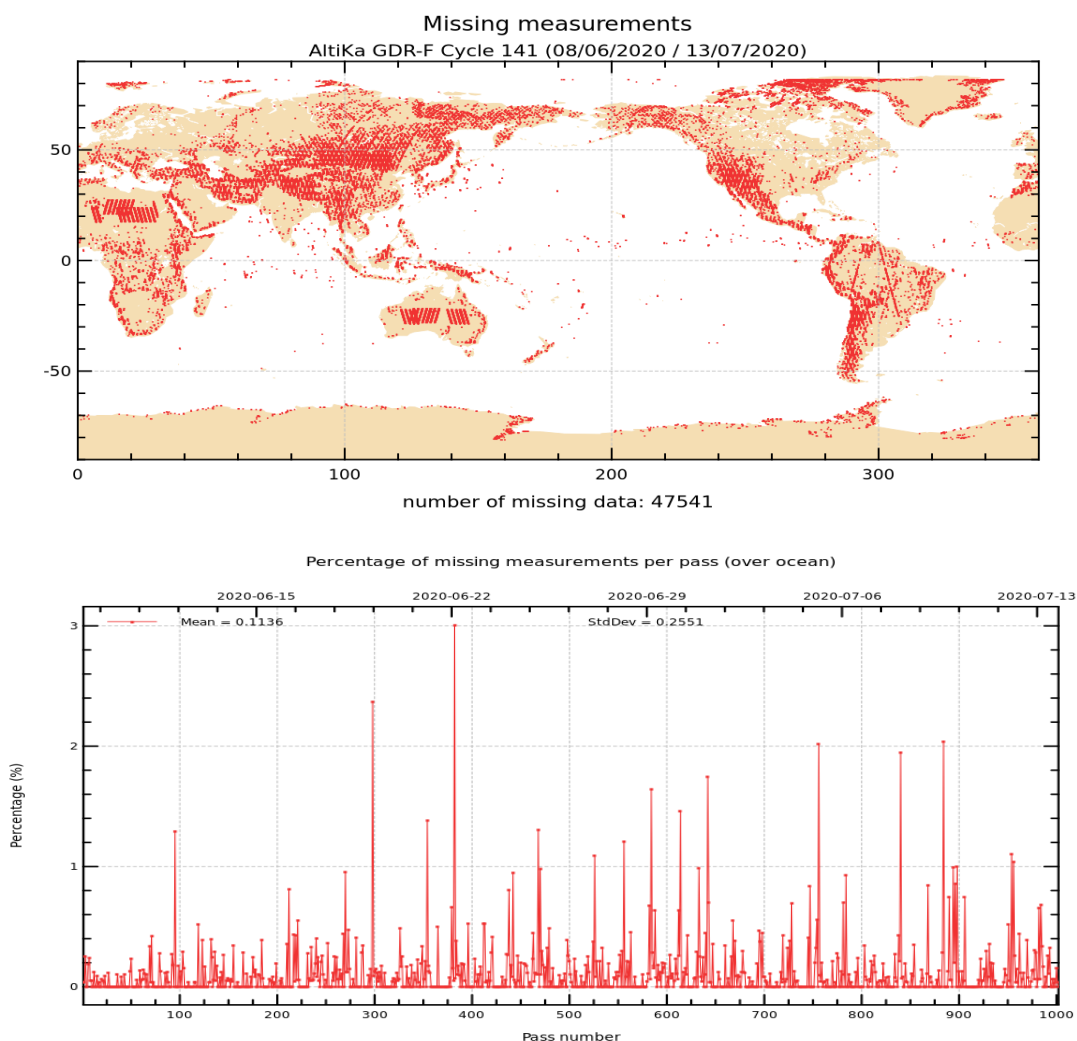 Missing measurements
AltiKa GDR-F Cycle 141 (08/06/2020 / 13/07/2020)
50
0
-50
0 100 200 300
number of missing data: 47541
Percentage of missing measurements per pass (over ocean)
2020-06-15 2020-06-22 2020-06-29 2020-07-06 2020-07-13
Mean = 0.1136 StdDev = 0.2551
3
2
1
0
Percentage (%)
100 200 300 400 500 600 700 800 900 1000
Pass number